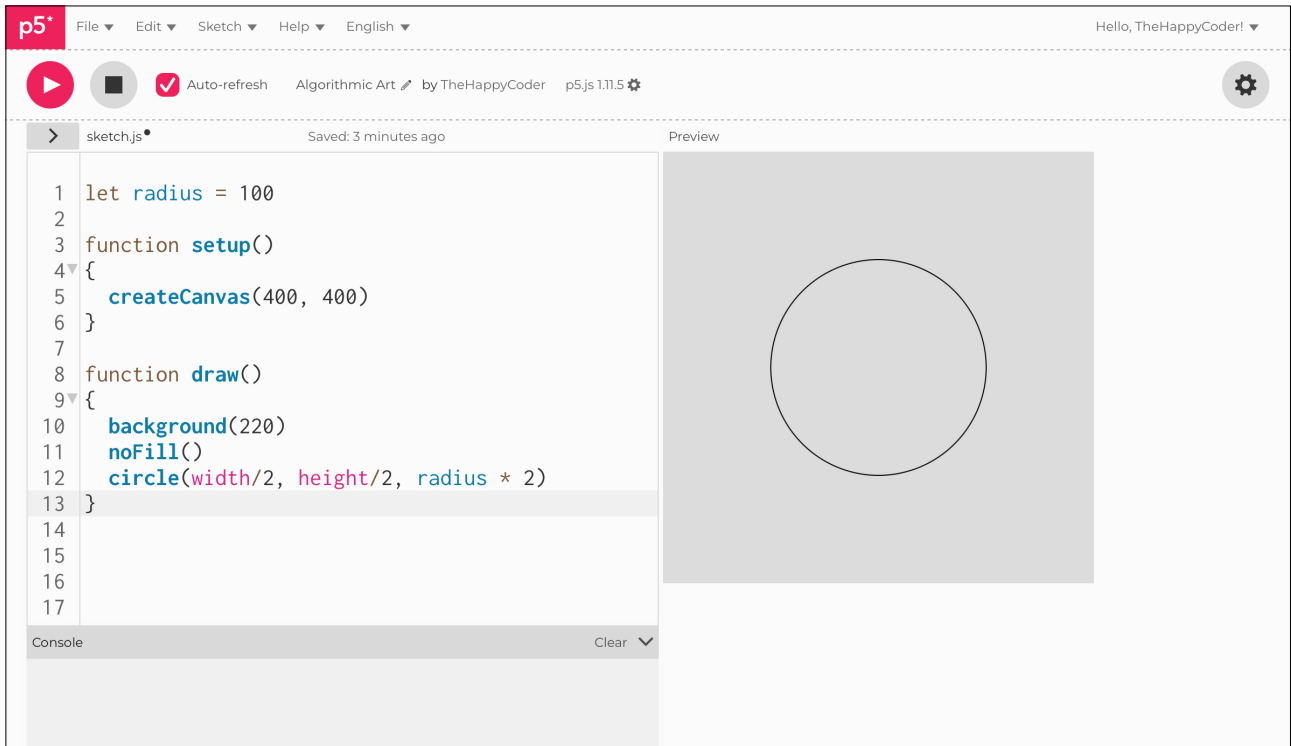 p5* File Edit Sketch Help English Hello, TheHappyCoder!
Auto-refresh Algorithmic Art by TheHappyCoder p5.js 1.11.5
sketch.js Saved: 3 minutes ago Preview
1 let radius = 100
2
3 function setup()
4 {
5 createCanvas(400, 400)
6 }
7
8 function draw()
9 {
10 background(220)
11 noFill()
12 circle(width/2, height/2, radius * 2)
13 }
14
15
16
17
Console Clear